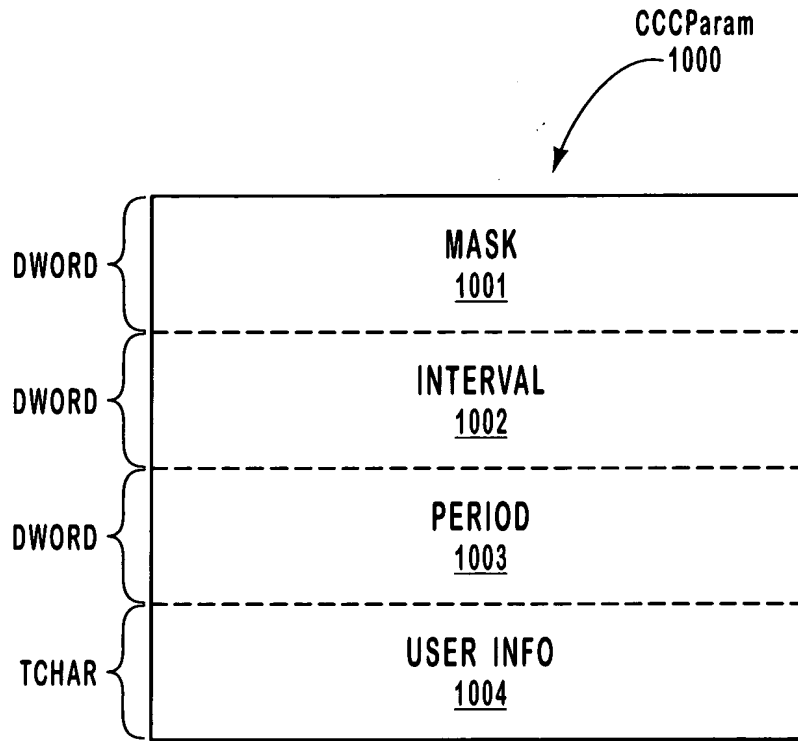 CCCParam
1000
DWORD
MASK
1001
DWORD
INTERVAL
1002
DWORD
PERIOD
1003
TCHAR
USER INFO
1004